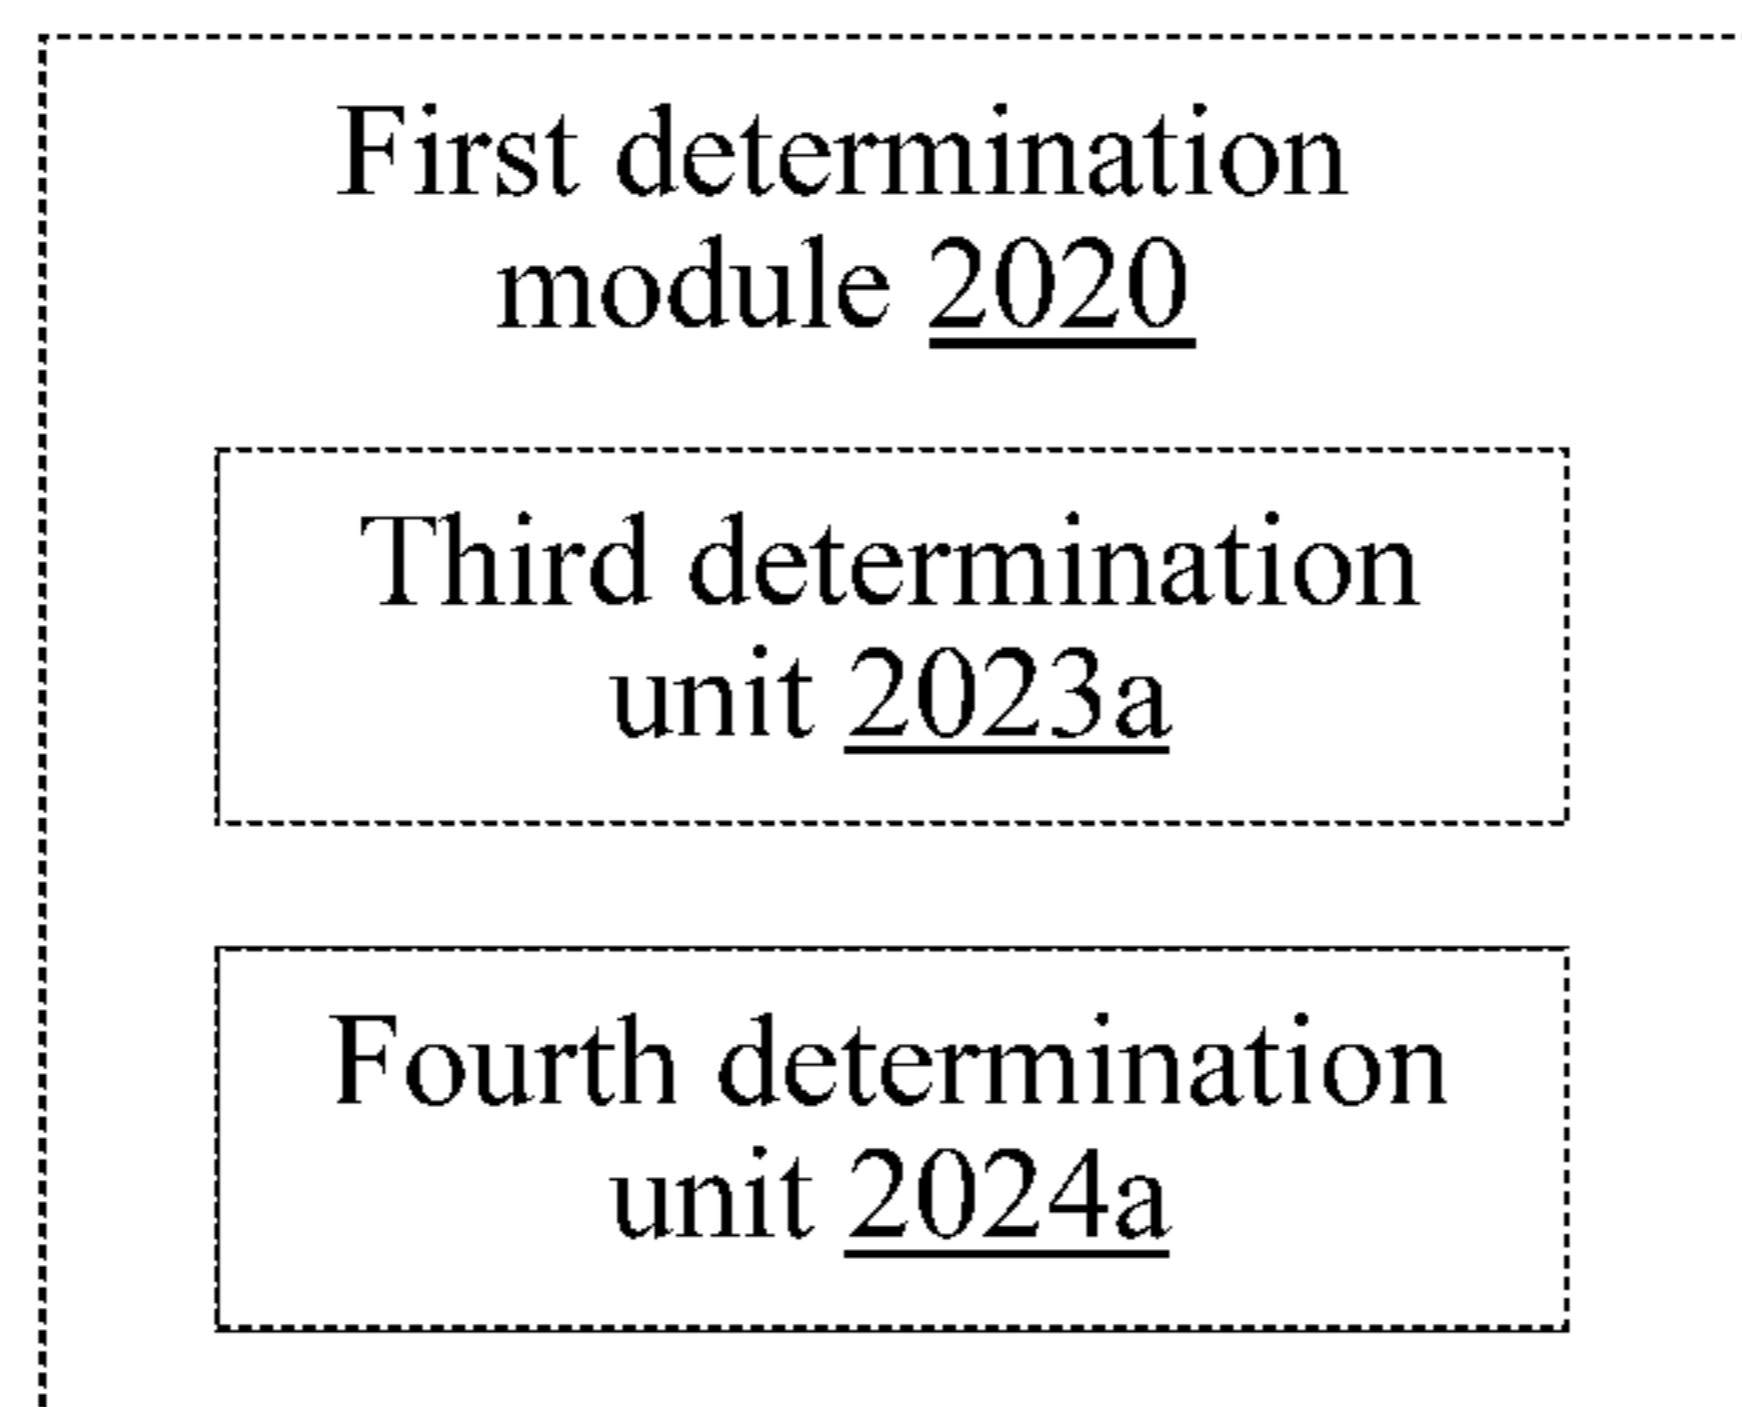 First determination
module 2020
Third determination
unit 2023a
Fourth determination
unit 2024a